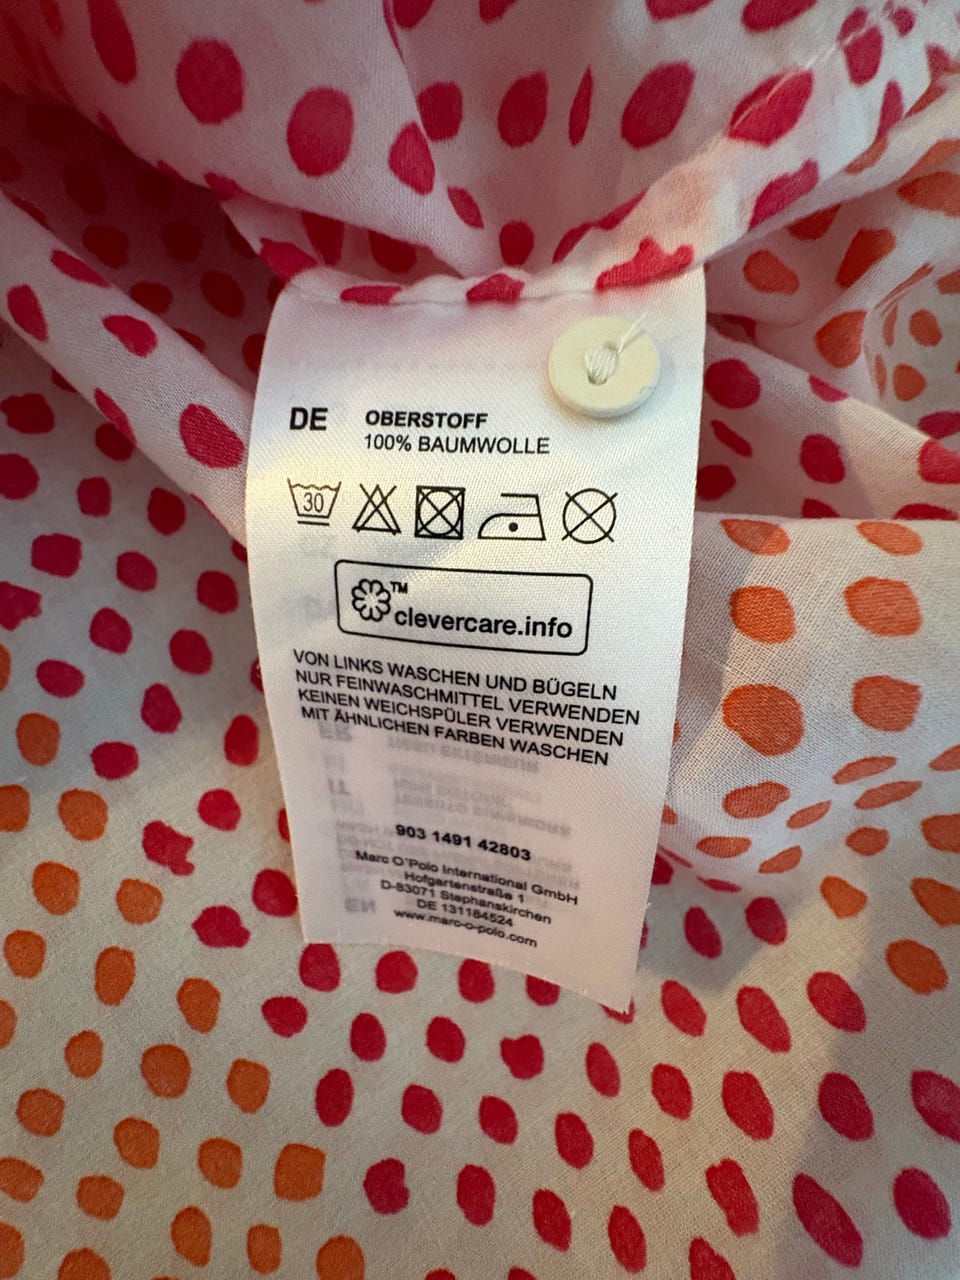 DE OBERSTOFF
100% BAUMWOLLE
30
™
clevercare.info
VON LINKS WASCHEN UND BÜGELN
NUR FEINWASCHMITTEL VERWENDEN
KEINEN WEICHSPÜLER VERWENDEN
MIT ÄHNLICHEN FARBEN WASCHEN
903 1491 42803
Marc O'Polo International GmbH
Hofgartenstraße 1
D-83071 Stephanskirchen
DE 131184524
www.marc-o-polo.com